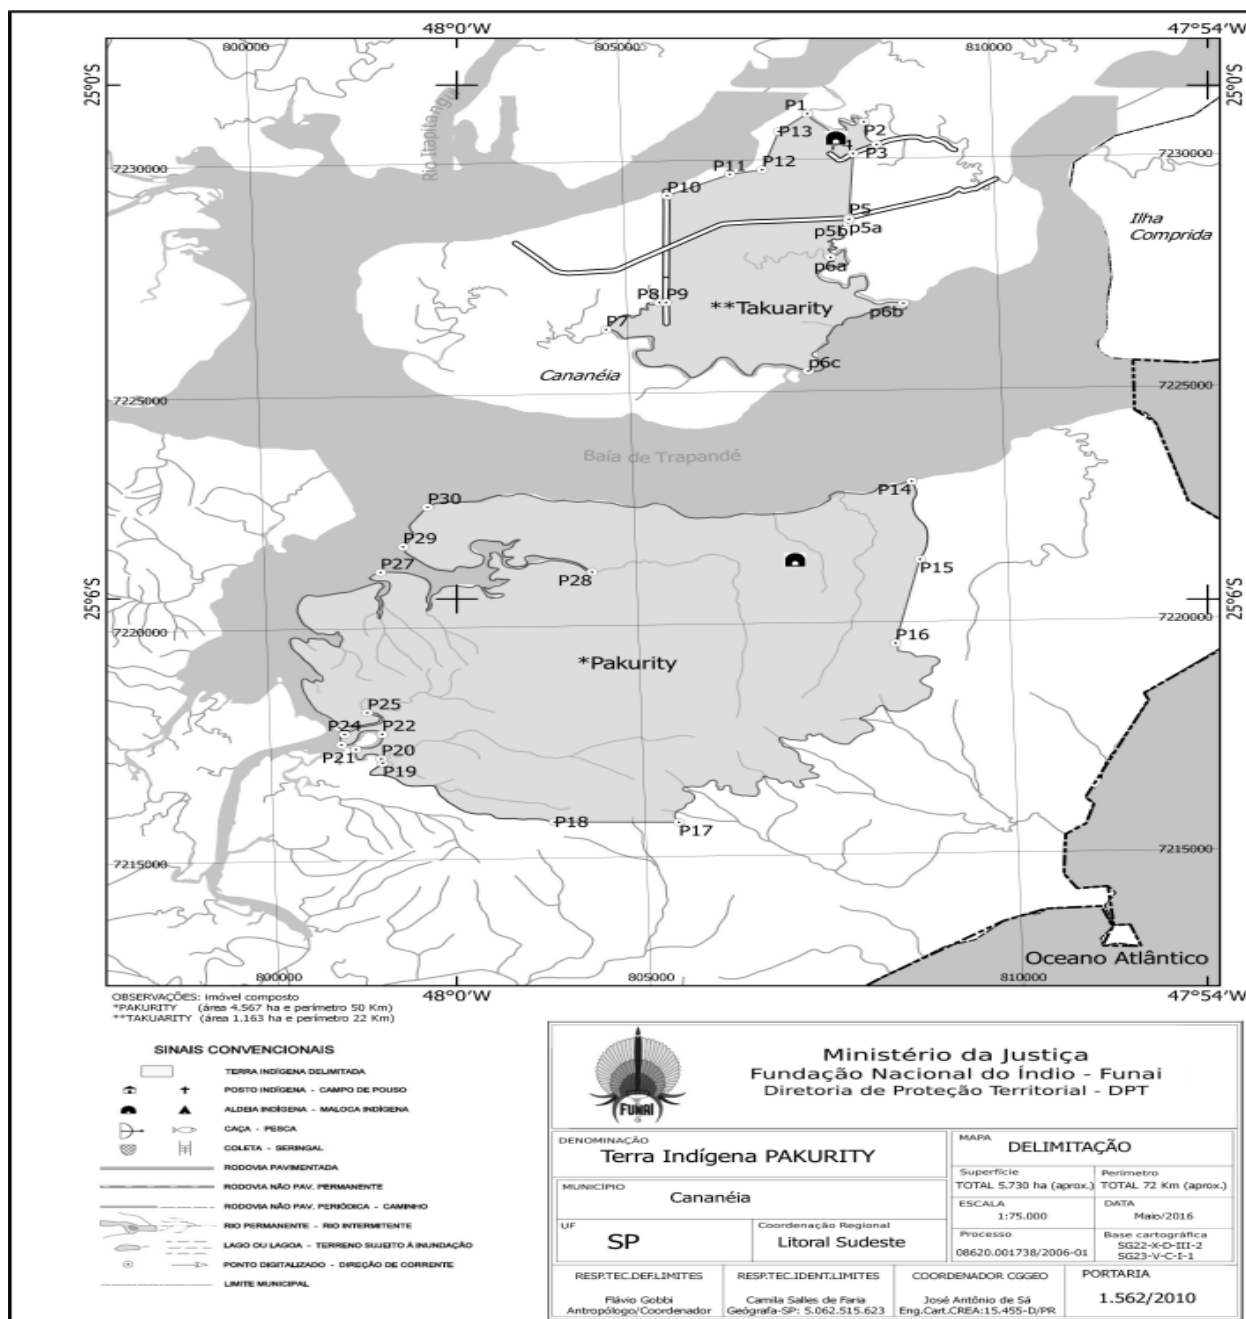 48°0'W
47°54'W
800000
805000
810000
25°0'S
25°0'S
Rio Itapitangui
P1
P2
P13
4
P3
P12
P11
P10
7230000
7230000
P5
p5b
p5a
Ilha
Comprida
p6a
P8
P9
**Takuarity
p6b
P7
p6c
Cananéia
7225000
7225000
Baía de Trapandé
P14
P30
P29
P27
P28
P15
25°6'S
25°6'S
7220000
7220000
P16
*Pakurity
P25
P24
P22
P21
P20
P19
P18
P17
7215000
7215000
Oceano Atlântico
800000
805000
810000
48°0'W
47°54'W
OBSERVAÇÕES: imóvel composto
*PAKURITY (área 4.567 ha e perímetro 50 Km)
**TAKUARITY (área 1.163 ha e perímetro 22 Km)
SINAIS CONVENCIONAIS
TERRA INDÍGENA DELIMITADA
POSTO INDÍGENA - CAMPO DE POUSO
ALDEIA INDÍGENA - MALOCA INDÍGENA
CAÇA - PESCA
COLETA - SERINGAL
RODOVIA PAVIMENTADA
RODOVIA NÃO PAV. PERMANENTE
RODOVIA NÃO PAV. PERIÓDICA - CAMINHO
RIO PERMANENTE - RIO INTERMITENTE
LAGO OU LAGOA - TERRENO SUJEITO À INUNDAÇÃO
PONTO DIGITALIZADO - DIREÇÃO DE CORRENTE
LIMITE MUNICIPAL
FUNAI
Ministério da Justiça
Fundação Nacional do Índio - Funai
Diretoria de Proteção Territorial - DPT
DENOMINAÇÃO
Terra Indígena PAKURITY
MAPA
DELIMITAÇÃO
MUNICÍPIO
Cananéia
Superfície
TOTAL 5.730 ha (aprox.)
Perímetro
TOTAL 72 Km (aprox.)
ESCALA
1:75.000
DATA
Maio/2016
UF
SP
Coordenação Regional
Litoral Sudeste
Processo
08620.001738/2006-01
Base cartográfica
SG22-X-D-III-2
SG23-V-C-I-1
RESP.TEC.DEF.LIMITES
Flávio Gobbi
Antropólogo/Coordenador
RESP.TEC.IDENT.LIMITES
Camila Salles de Faria
Geógrafa-SP: 5.062.515.623
COORDENADOR CGGEO
José Antônio de Sá
Eng.Cart.CREA:15.455-D/PR
PORTARIA
1.562/2010